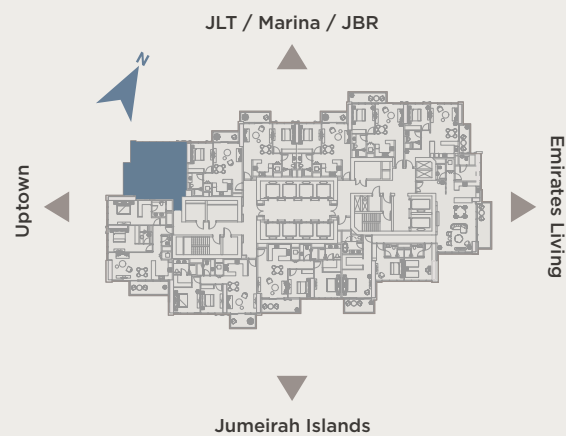 JLT / Marina / JBR
N
Uptown
Emirates Living
Jumeirah Islands